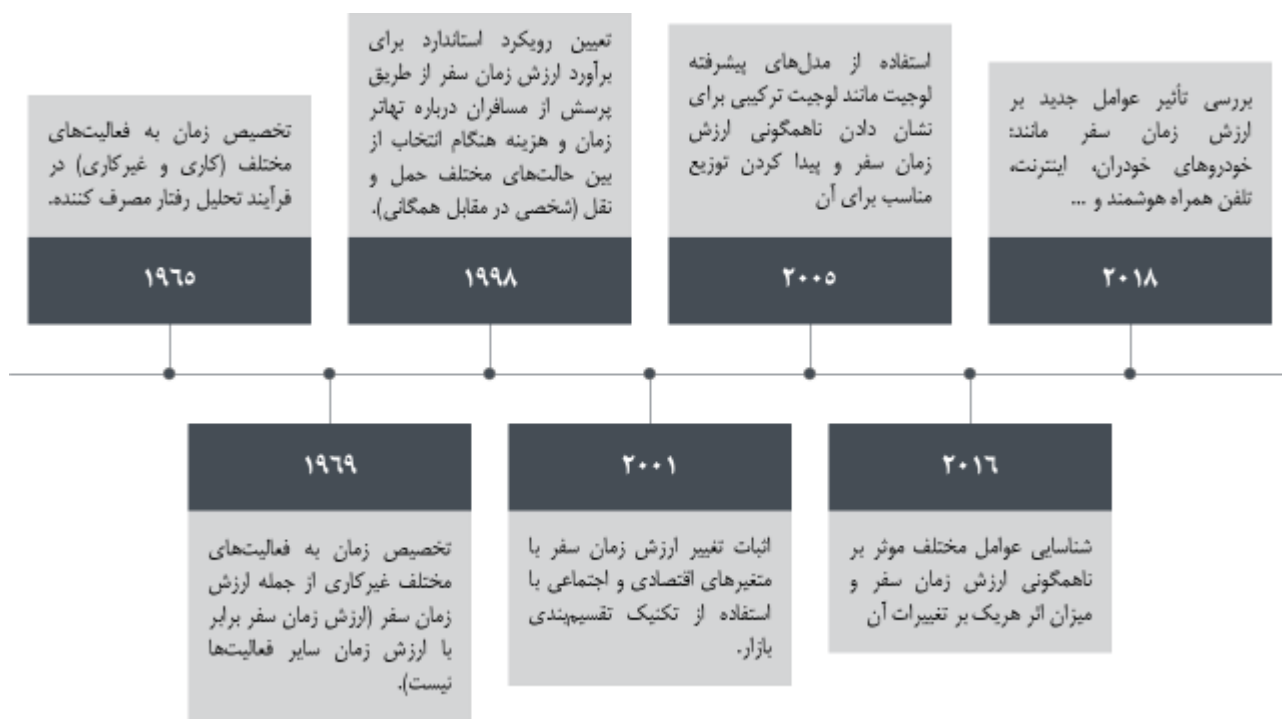 تخصیص زمان به فعالیت‌های
مختلف (کاری و غیرکاری) در
فرآیند تحلیل رفتار مصرف کننده.
۱۹۶۵
تخصیص زمان به فعالیت‌های
مختلف غیرکاری از جمله ارزش
زمان سفر (ارزش زمان سفر برابر
با ارزش زمان سایر فعالیت‌ها
نیست).
۱۹۶۹
تعیین رویکرد استاندارد برای
برآورد ارزش زمان سفر از طریق
پرسش از مسافران درباره تهاتر
زمان و هزینه هنگام انتخاب از
بین حالت‌های مختلف حمل و
نقل (شخصی در مقابل همگانی).
۱۹۹۸
۲۰۰۱
اثبات تغییر ارزش زمان سفر با
متغیرهای اقتصادی و اجتماعی با
استفاده از تکنیک تقسیم‌بندی
بازار.
استفاده از مدل‌های پیشرفته
لوجیت مانند لوجیت ترکیبی برای
نشان دادن ناهمگونی ارزش
زمان سفر و پیدا کردن توزیع
مناسب برای آن
۲۰۰۵
۲۰۱۶
شناسایی عوامل مختلف موثر بر
ناهمگونی ارزش زمان سفر و
میزان اثر هریک بر تغییرات آن
بررسی تأثیر عوامل جدید بر
ارزش زمان سفر مانند:
خودروهای خودران، اینترنت،
تلفن همراه هوشمند و ...
۲۰۱۸